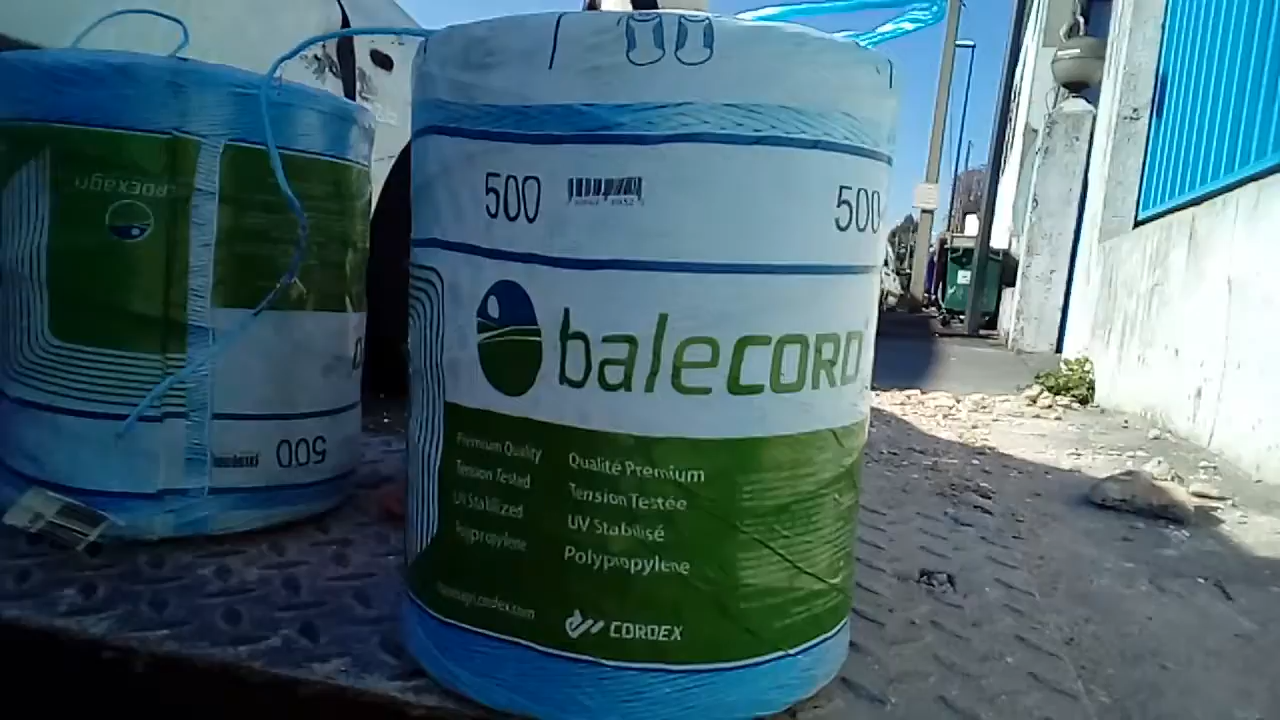 500
500
balecord
Premium Quality
Tension Tested
UV Stabilized
Polypropylene
Qualité Premium
Tension Testée
UV Stabilisé
Polypropylene
CORDEX
500